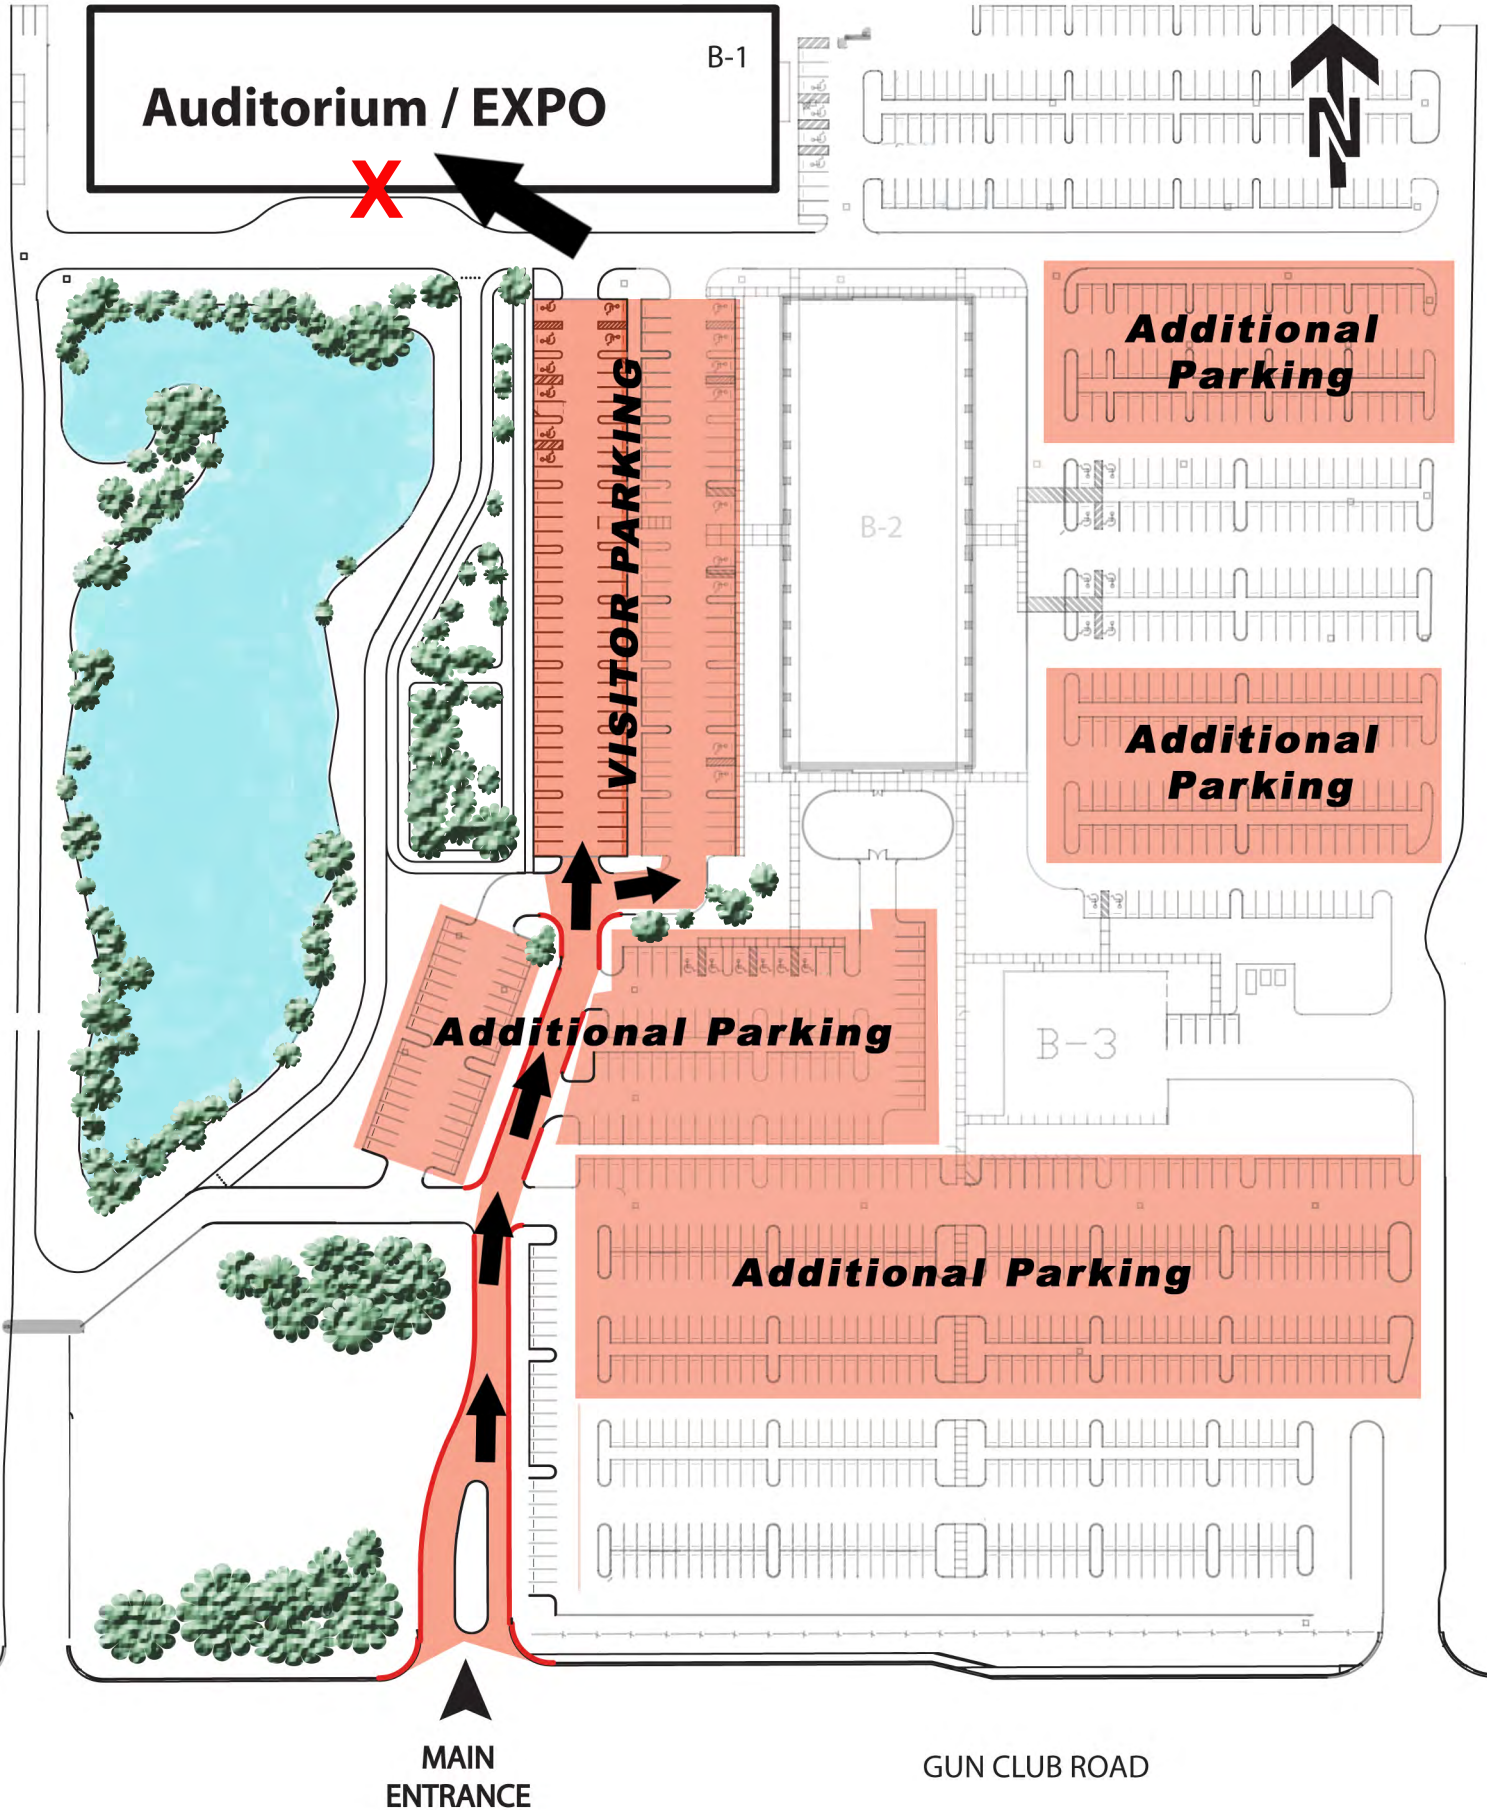 B-1
Auditorium / EXPO
X
N
Additional
Parking
VISITOR PARKING
B-2
Additional
Parking
Additional Parking
B-3
Additional Parking
MAIN
ENTRANCE
GUN CLUB ROAD